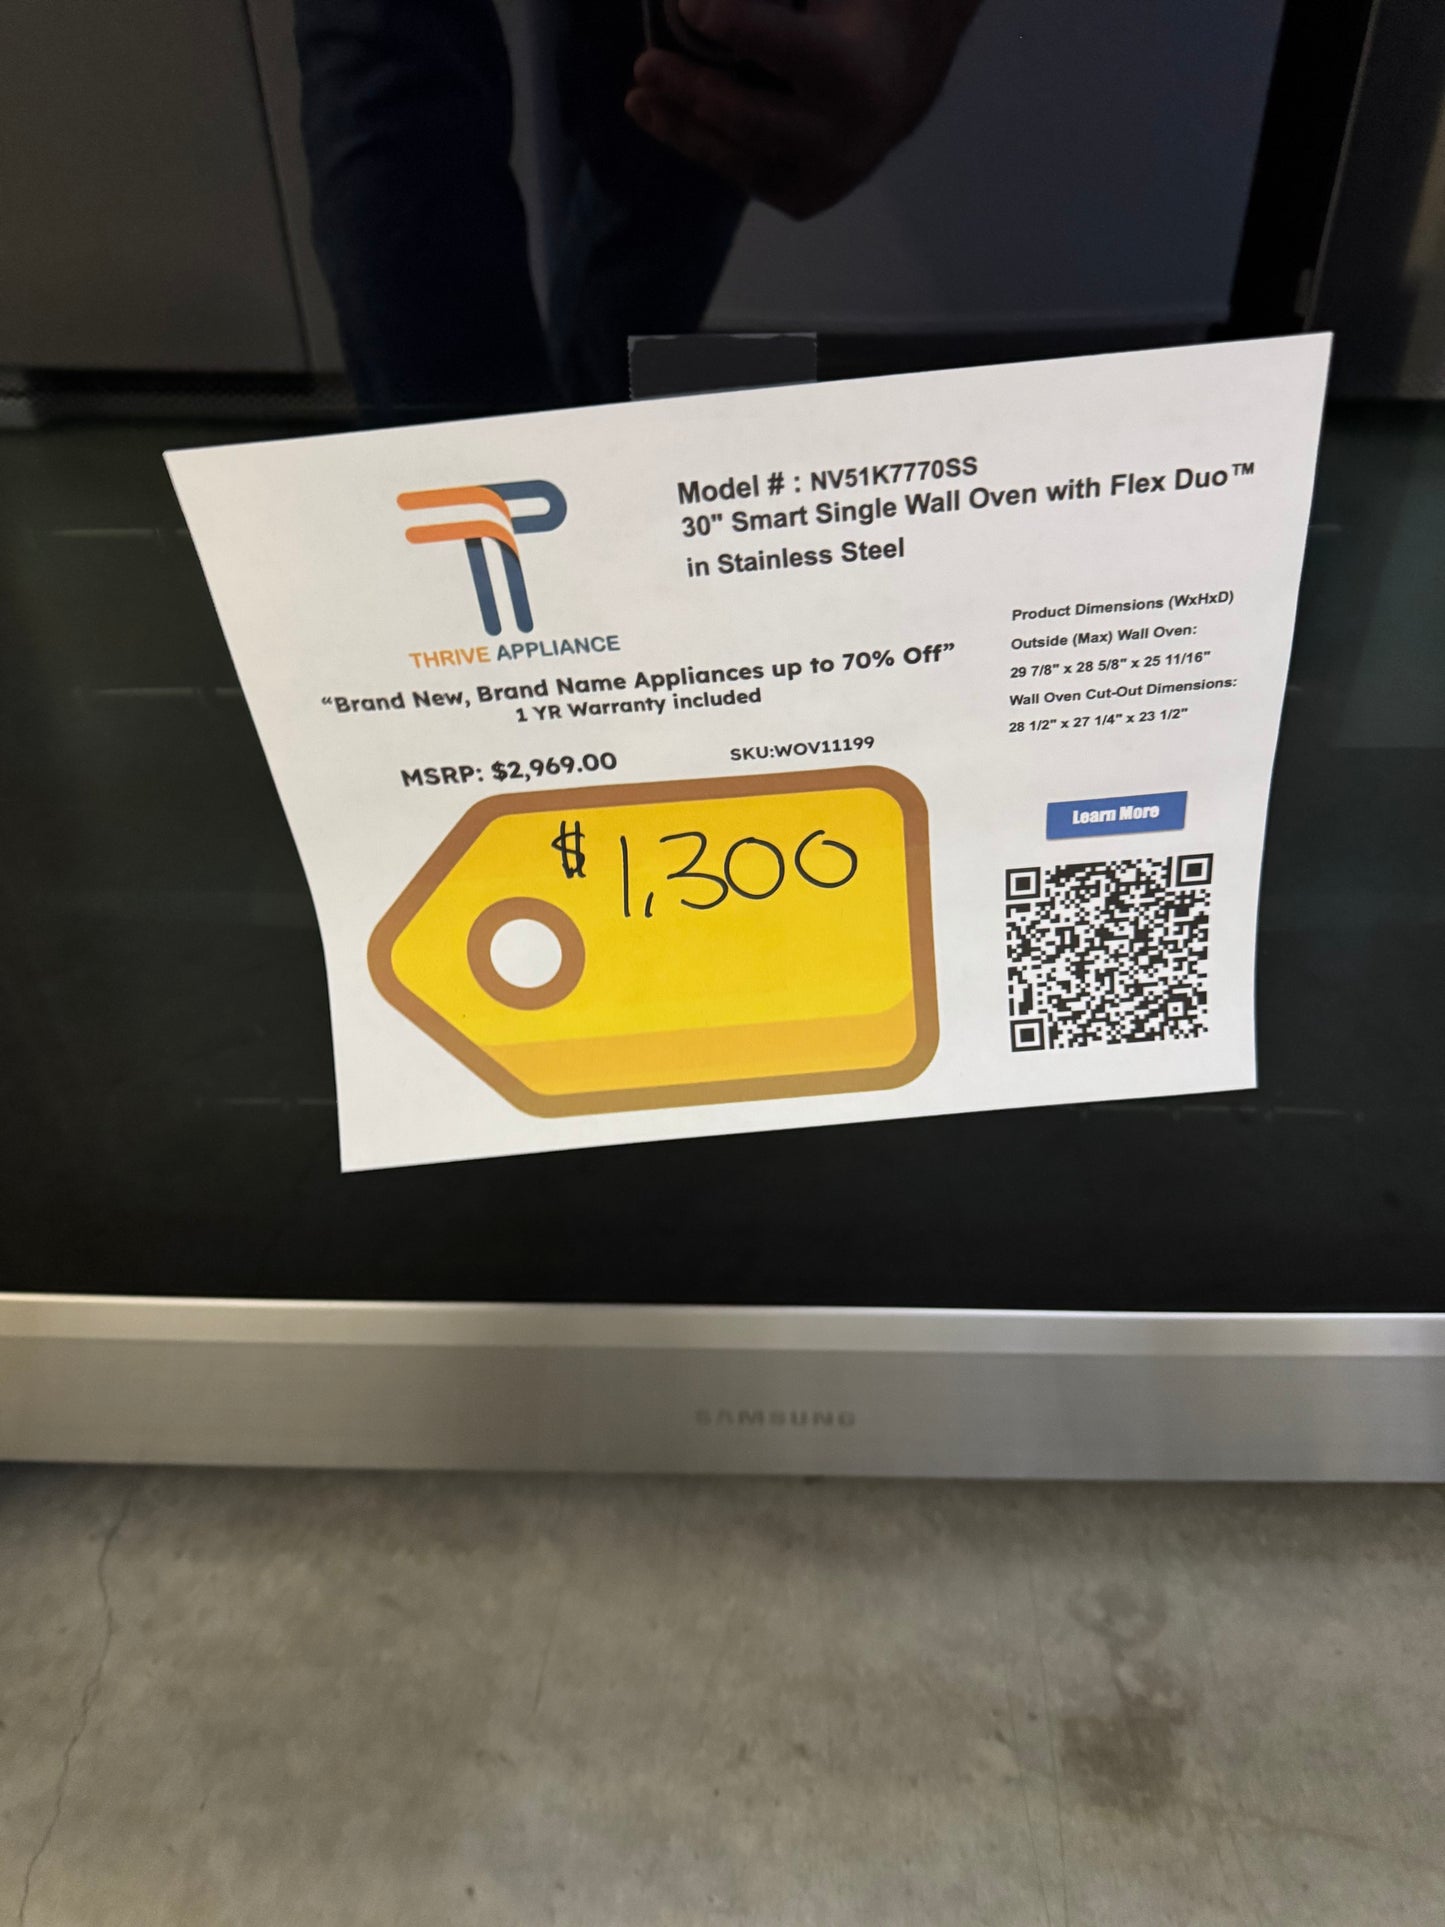 Model # : NV51K7770SS
30" Smart Single Wall Oven with Flex Duo™
in Stainless Steel
THRIVE APPLIANCE
“Brand New, Brand Name Appliances up to 70% Off”
1 YR Warranty included
Product Dimensions (WxHxD)
Outside (Max) Wall Oven:
29 7/8" x 28 5/8" x 25 11/16"
Wall Oven Cut-Out Dimensions:
28 1/2" x 27 1/4" x 23 1/2"
MSRP: $2,969.00
SKU:WOV11199
$1,300
Learn More
SAMSUNG